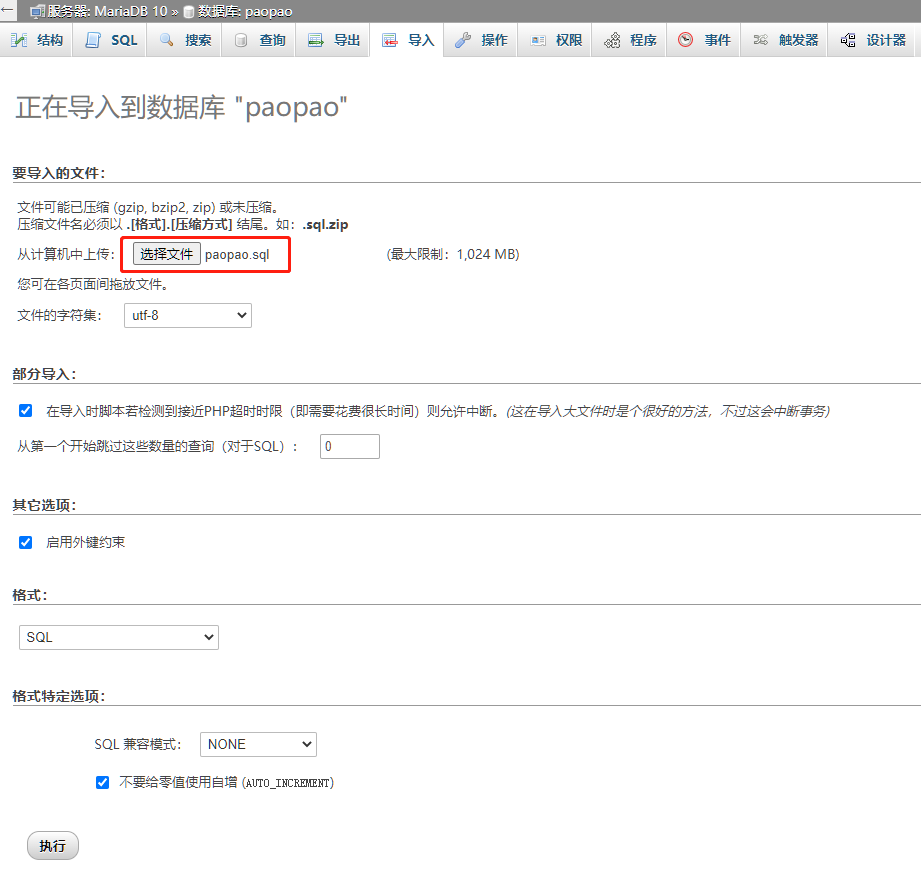 服务器: MariaDB 10 » 数据库: paopao
结构 SQL 搜索 查询 导出 导入 操作 权限 程序 事件 触发器 设计器
正在导入到数据库 "paopao"
要导入的文件：
文件可能已压缩 (gzip, bzip2, zip) 或未压缩。
压缩文件名必须以 .[格式].[压缩方式] 结尾。如：.sql.zip
从计算机中上传： 选择文件 paopao.sql (最大限制：1,024 MB)
您可在各页面间拖放文件。
文件的字符集： utf-8
部分导入：
在导入时脚本若检测到接近PHP超时时限（即需要花费很长时间）则允许中断。(这在导入大文件时是个很好的方法，不过这会中断事务)
从第一个开始跳过这些数量的查询（对于SQL）： 0
其它选项：
启用外键约束
格式：
SQL
格式特定选项：
SQL 兼容模式： NONE
不要给零值使用自增 (AUTO_INCREMENT)
执行